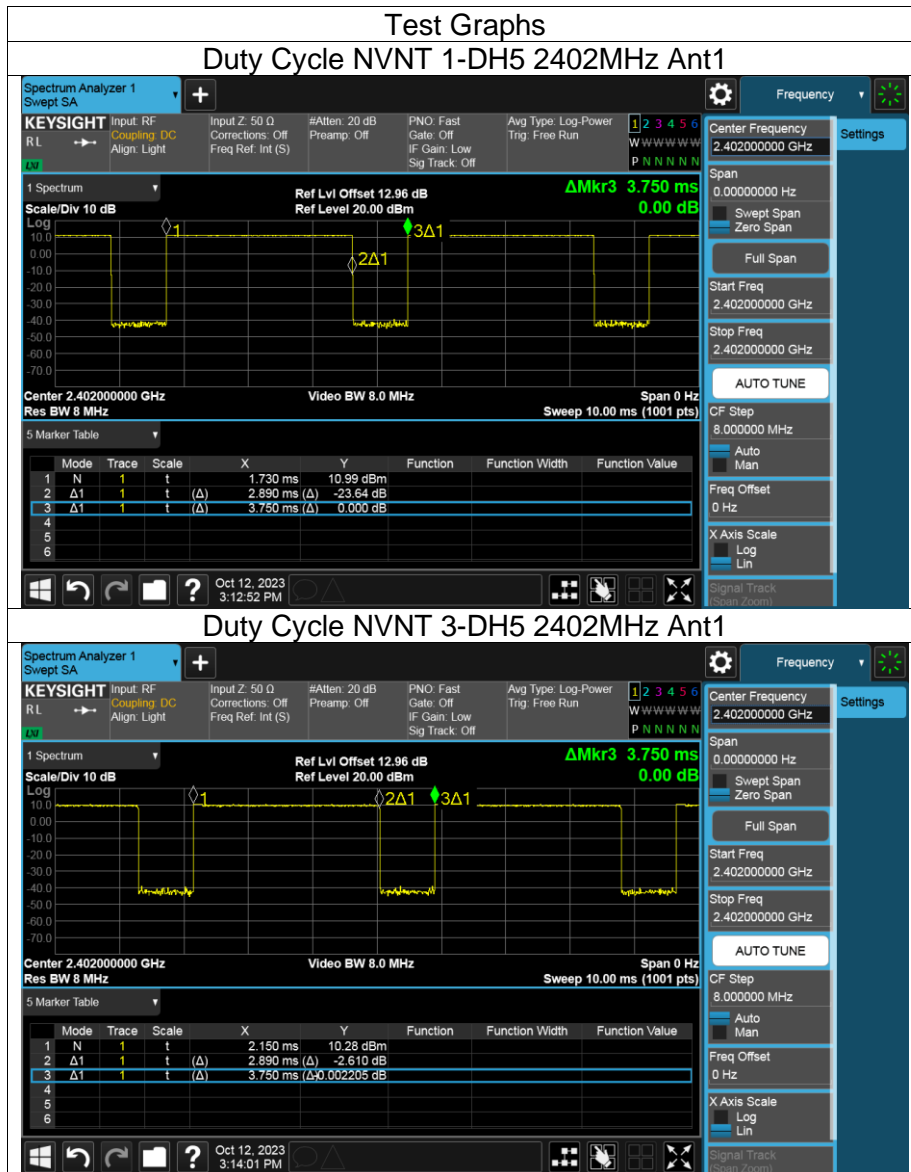 Test Graphs
Duty Cycle NVNT 1-DH5 2402MHz Ant1
Spectrum Analyzer 1
Swept SA
+
Frequency
KEYSIGHT Input: RF Input Z: 50 Ω #Atten: 20 dB PNO: Fast Avg Type: Log-Power 1 2 3 4 5 6
RL Coupling: DC Corrections: Off Preamp: Off Gate: Off Trig: Free Run W W W W W W
Align: Light Freq Ref: Int (S) IF Gain: Low
LXI Sig Track: Off P N N N N N
1 Spectrum
Scale/Div 10 dB
Ref Lvl Offset 12.96 dB
Ref Level 20.00 dBm
ΔMkr3 3.750 ms
0.00 dB
Log
10.0
0.00
-10.0
-20.0
-30.0
-40.0
-50.0
-60.0
-70.0
1
2Δ1
3Δ1
Center 2.402000000 GHz Video BW 8.0 MHz Span 0 Hz
Res BW 8 MHz Sweep 10.00 ms (1001 pts)
5 Marker Table
Mode Trace Scale X Y Function Function Width Function Value
1 N 1 t 1.730 ms 10.99 dBm
2 Δ1 1 t (Δ) 2.890 ms (Δ) -23.64 dB
3 Δ1 1 t (Δ) 3.750 ms (Δ) 0.000 dB
4
5
6
? Oct 12, 2023
3:12:52 PM
Center Frequency
2.402000000 GHz
Settings
Span
0.00000000 Hz
Swept Span
Zero Span
Full Span
Start Freq
2.402000000 GHz
Stop Freq
2.402000000 GHz
AUTO TUNE
CF Step
8.000000 MHz
Auto
Man
Freq Offset
0 Hz
X Axis Scale
Log
Lin
Signal Track
(Span Zoom)
Duty Cycle NVNT 3-DH5 2402MHz Ant1
Spectrum Analyzer 1
Swept SA
+
Frequency
KEYSIGHT Input: RF Input Z: 50 Ω #Atten: 20 dB PNO: Fast Avg Type: Log-Power 1 2 3 4 5 6
RL Coupling: DC Corrections: Off Preamp: Off Gate: Off Trig: Free Run W W W W W W
Align: Light Freq Ref: Int (S) IF Gain: Low
LXI Sig Track: Off P N N N N N
1 Spectrum
Scale/Div 10 dB
Ref Lvl Offset 12.96 dB
Ref Level 20.00 dBm
ΔMkr3 3.750 ms
0.00 dB
Log
10.0
0.00
-10.0
-20.0
-30.0
-40.0
-50.0
-60.0
-70.0
1
2Δ1
3Δ1
Center 2.402000000 GHz Video BW 8.0 MHz Span 0 Hz
Res BW 8 MHz Sweep 10.00 ms (1001 pts)
5 Marker Table
Mode Trace Scale X Y Function Function Width Function Value
1 N 1 t 2.150 ms 10.28 dBm
2 Δ1 1 t (Δ) 2.890 ms (Δ) -2.610 dB
3 Δ1 1 t (Δ) 3.750 ms (Δ) -0.002205 dB
4
5
6
? Oct 12, 2023
3:14:01 PM
Center Frequency
2.402000000 GHz
Settings
Span
0.00000000 Hz
Swept Span
Zero Span
Full Span
Start Freq
2.402000000 GHz
Stop Freq
2.402000000 GHz
AUTO TUNE
CF Step
8.000000 MHz
Auto
Man
Freq Offset
0 Hz
X Axis Scale
Log
Lin
Signal Track
(Span Zoom)